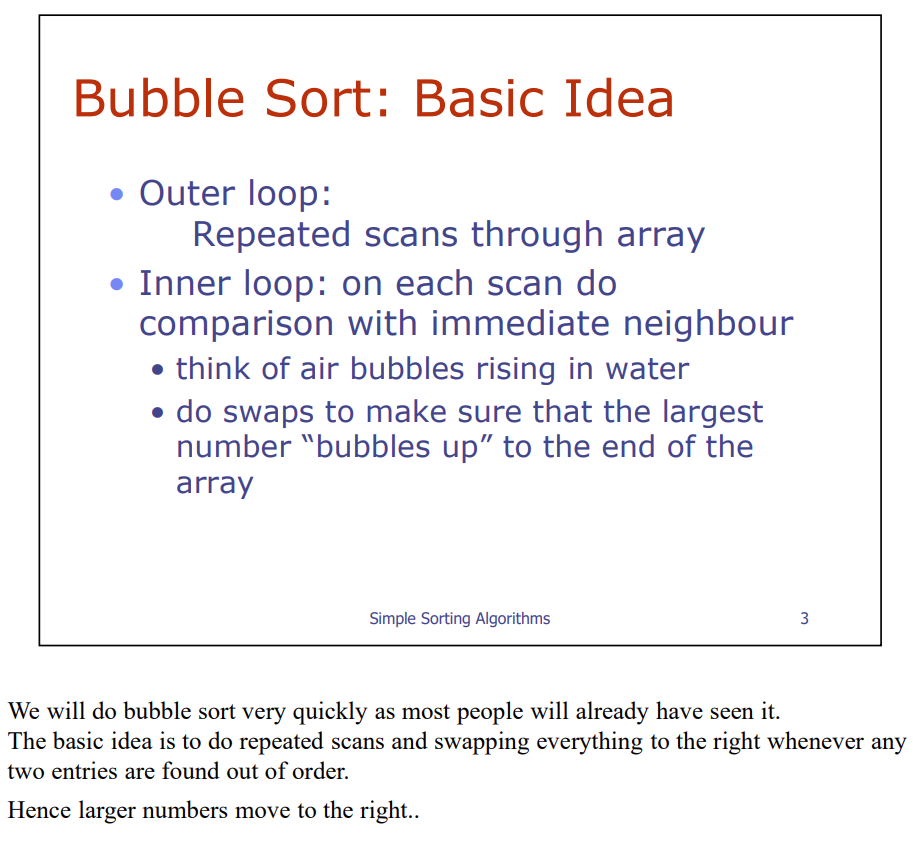 Bubble Sort: Basic Idea
• Outer loop:
Repeated scans through array
• Inner loop: on each scan do
comparison with immediate neighbour
• think of air bubbles rising in water
• do swaps to make sure that the largest
number “bubbles up” to the end of the
array
Simple Sorting Algorithms 3
We will do bubble sort very quickly as most people will already have seen it.
The basic idea is to do repeated scans and swapping everything to the right whenever any
two entries are found out of order.
Hence larger numbers move to the right..